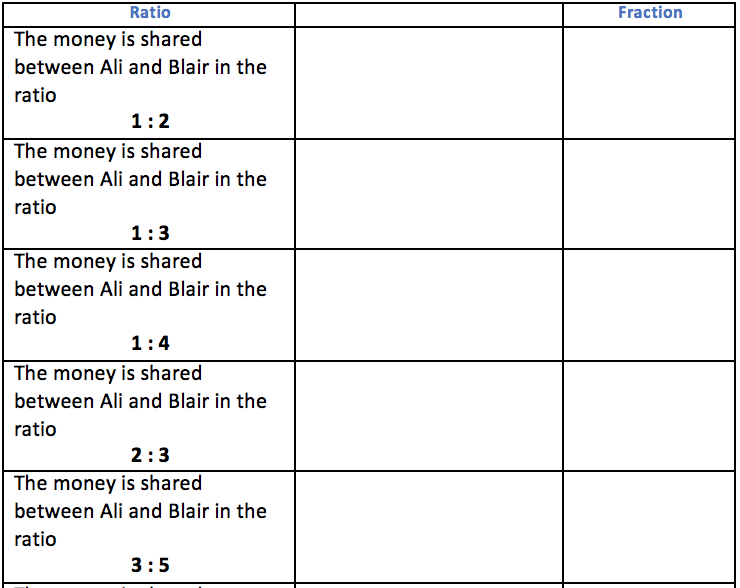 Ratio
Fraction
The money is shared
between Ali and Blair in the
ratio
1 : 2
The money is shared
between Ali and Blair in the
ratio
1 : 3
The money is shared
between Ali and Blair in the
ratio
1 : 4
The money is shared
between Ali and Blair in the
ratio
2 : 3
The money is shared
between Ali and Blair in the
ratio
3 : 5